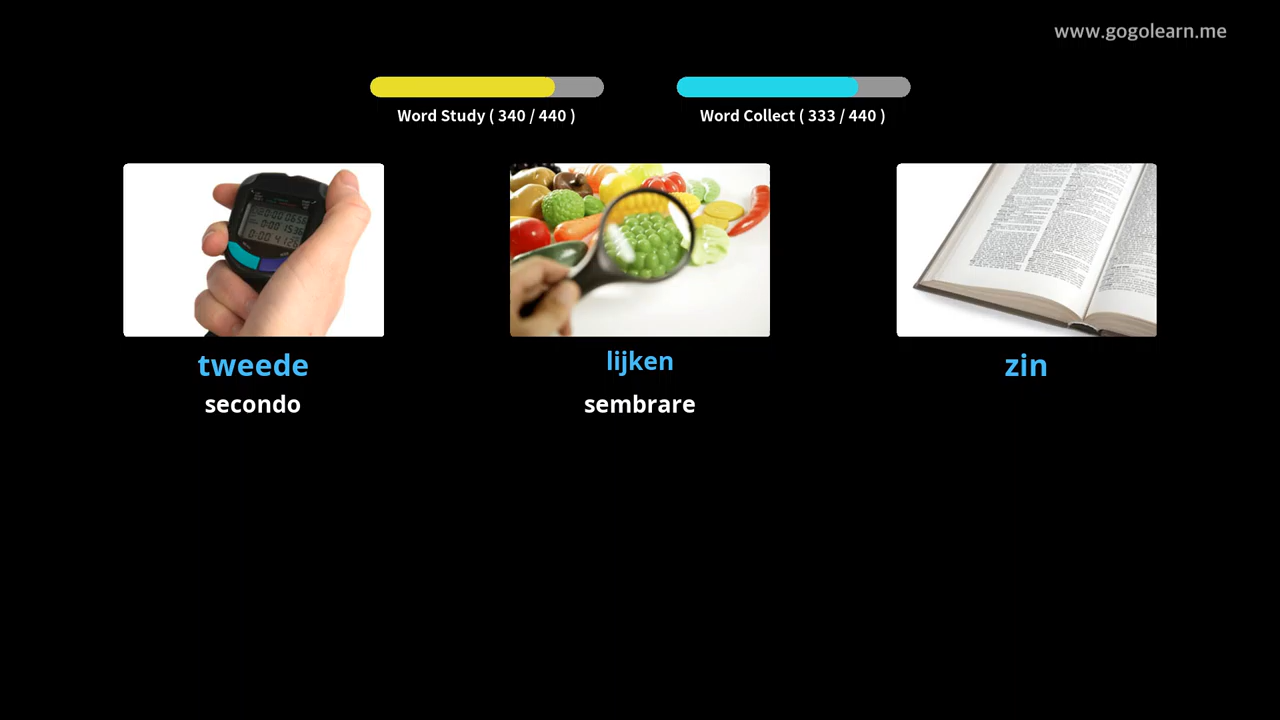 www.gogolearn.me
Word Study ( 340 / 440 )
Word Collect ( 333 / 440 )
tweede
lijken
zin
secondo
sembrare